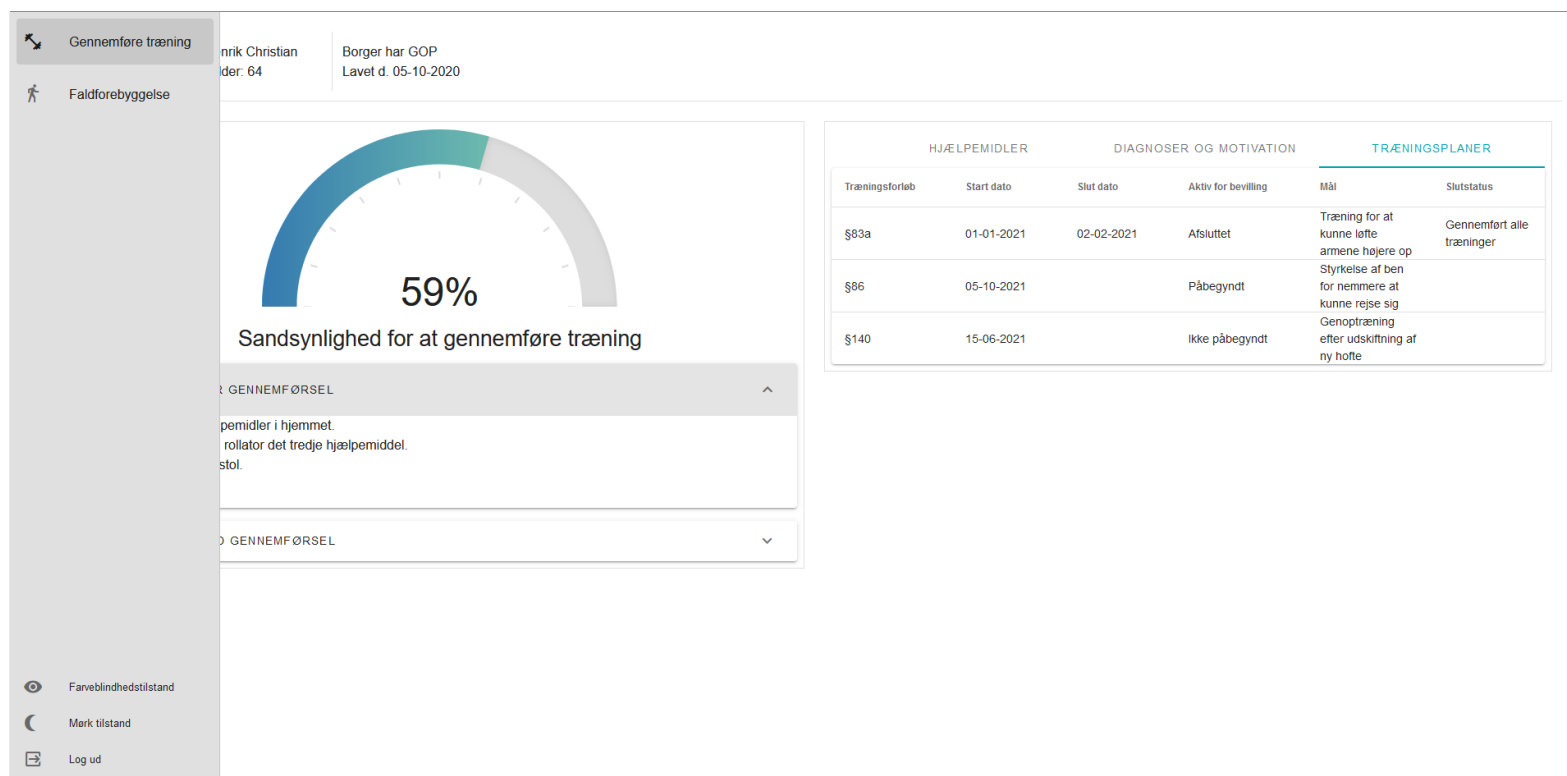 Gennemføre træning
Faldforebyggelse
Farveblindhedstilstand
Mørk tilstand
Log ud
Christian
64
Borger har GOP
Lavet d. 05-10-2020
59%
Sandsynlighed for at gennemføre træning
GENNEMFØRSEL
i hjemmet.
rollator det tredje hjælpemiddel.
GENNEMFØRSEL
HJÆLPEMIDLER DIAGNOSER OG MOTIVATION TRÆNINGSPLANER
Træningsforløb Start dato Slut dato Aktiv for bevilling Mål Slutstatus
§83a 01-01-2021 02-02-2021 Afsluttet
Træning for at
kunne løfte
armene højere op
Gennemført alle
træninger
§86 05-10-2021 Påbegyndt
Styrkelse af ben
for nemmere at
kunne rejse sig
§140 15-06-2021 Ikke påbegyndt
Genoptræning
efter udskiftning af
ny hofte